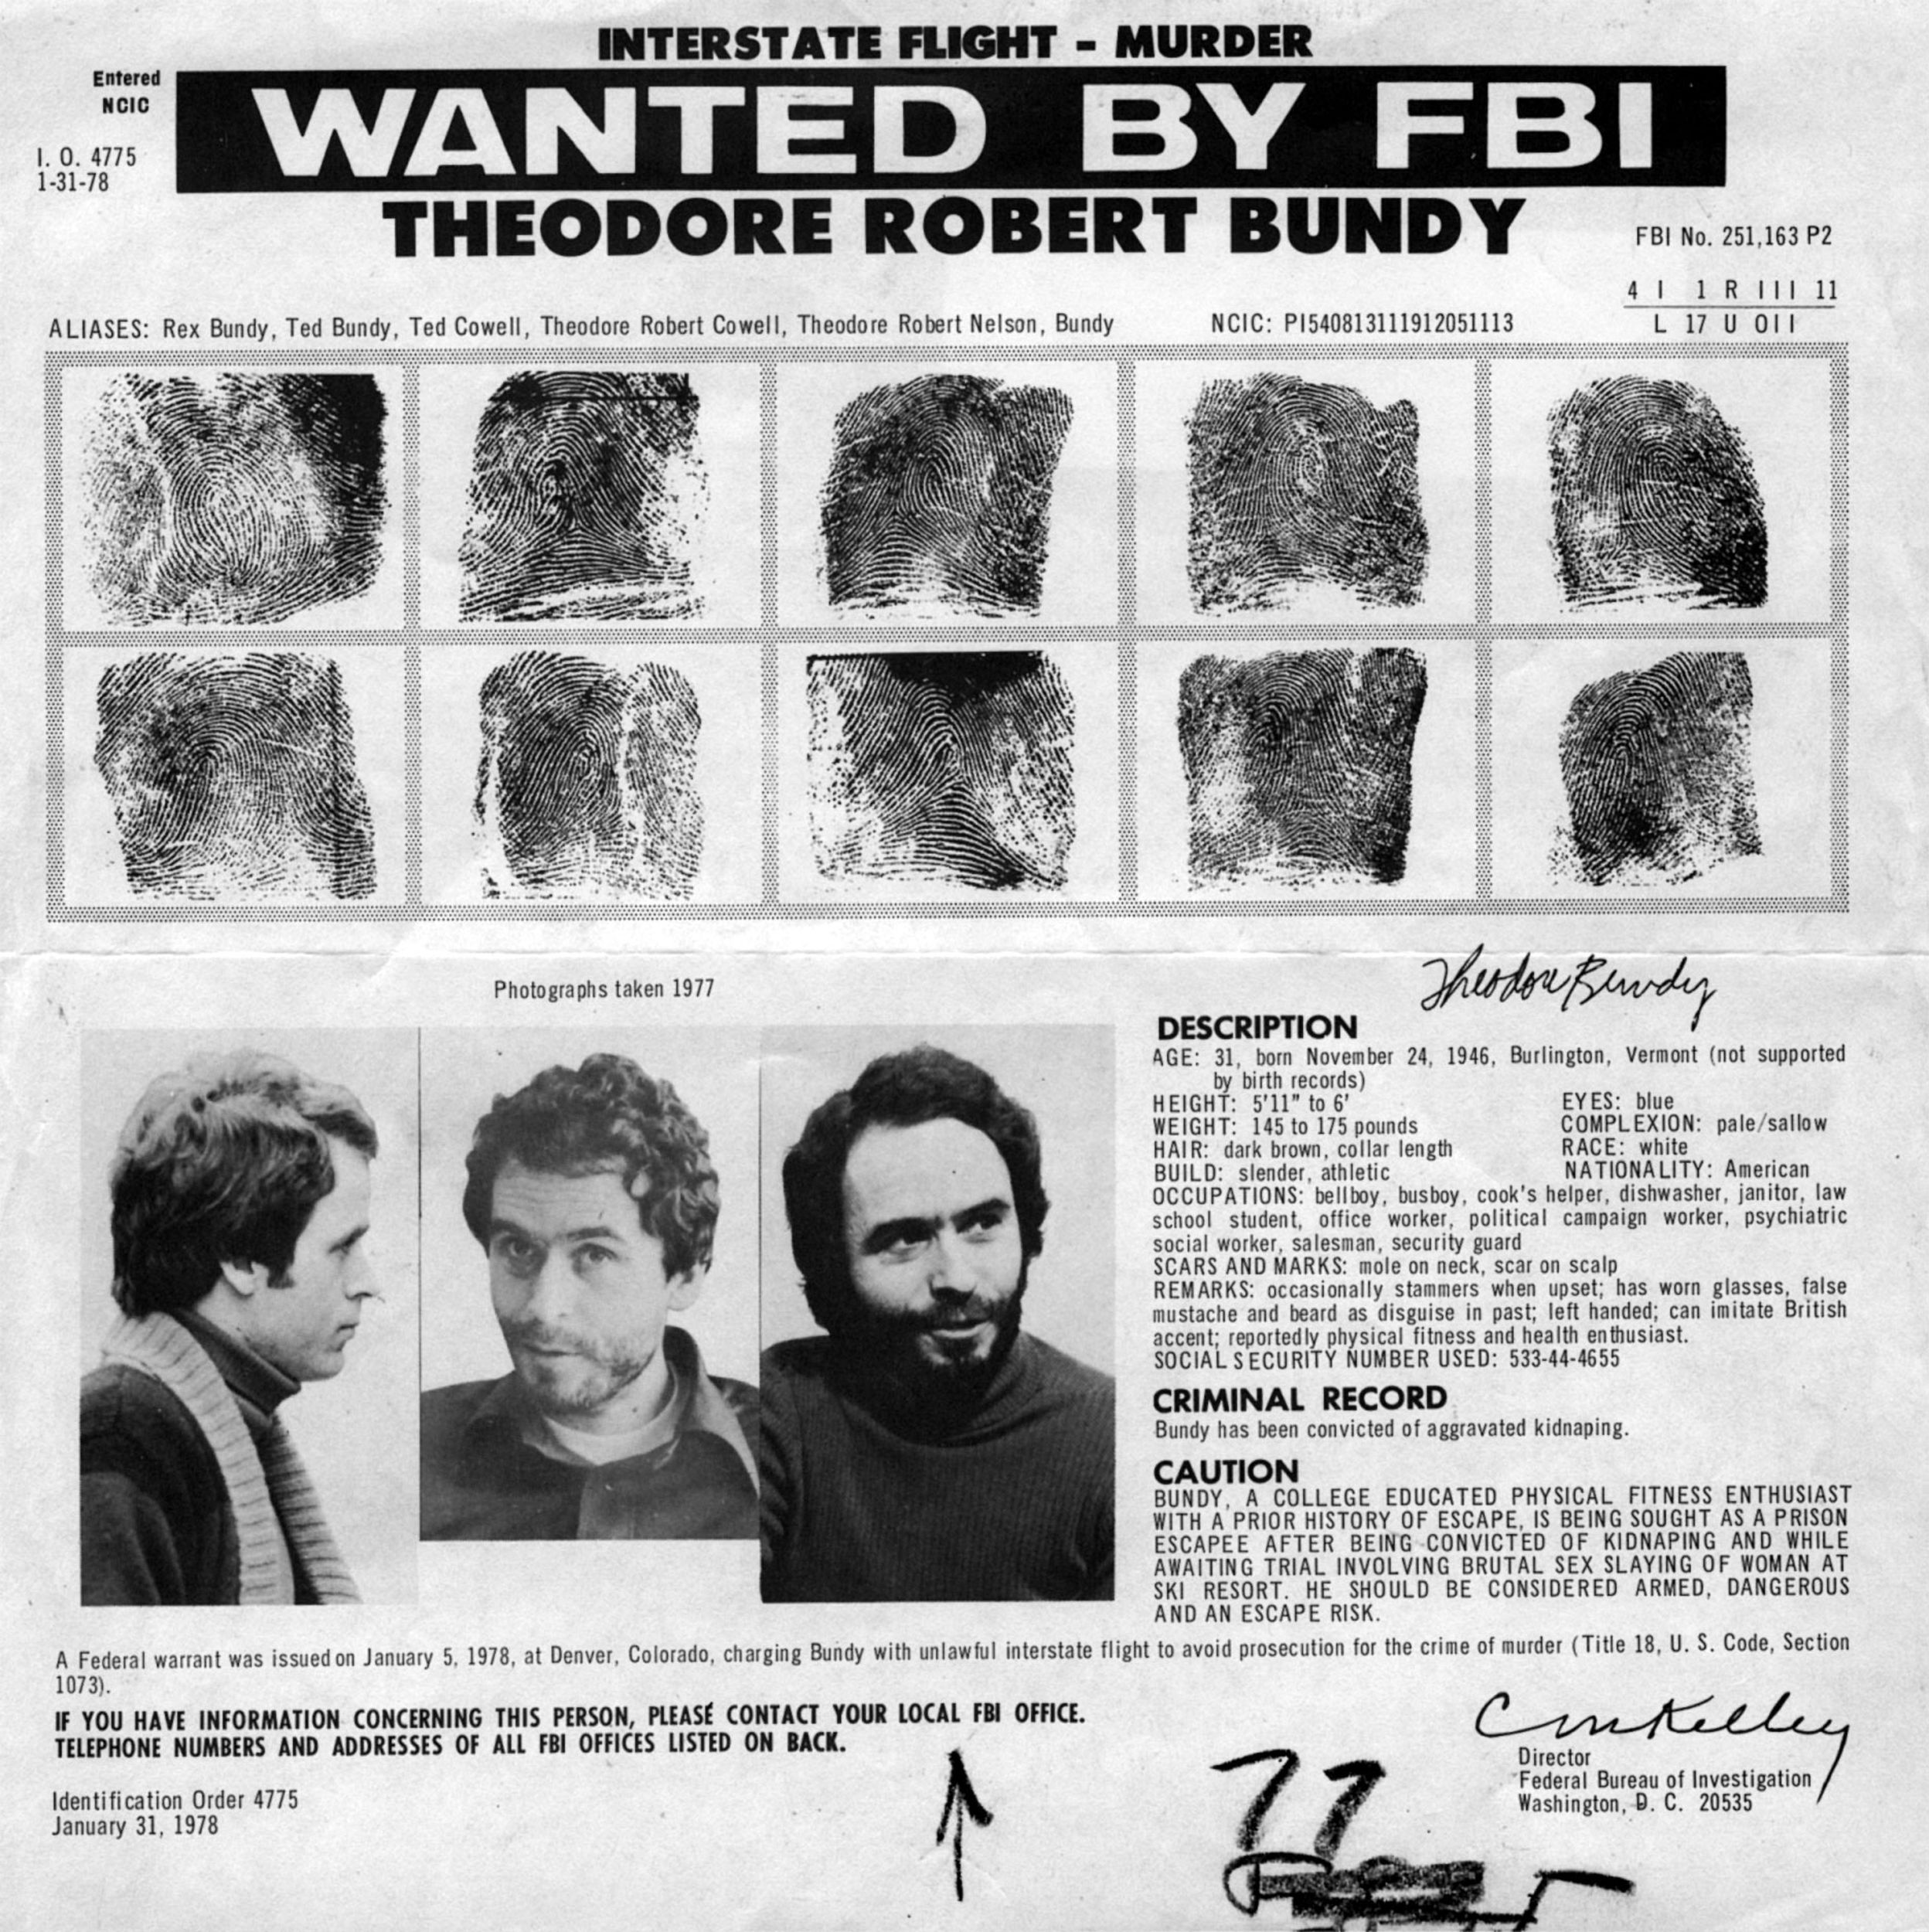 INTERSTATE FLIGHT - MURDER
Entered
NCIC
WANTED BY FBI
I. O. 4775
1-31-78
THEODORE ROBERT BUNDY
FBI No. 251,163 P2
4 I 1 R III 11
L 17 U OII
ALIASES: Rex Bundy, Ted Bundy, Ted Cowell, Theodore Robert Cowell, Theodore Robert Nelson, Bundy
NCIC: PI540813111912051113
Photographs taken 1977
Theodore Bundy
DESCRIPTION
AGE: 31, born November 24, 1946, Burlington, Vermont (not supported
by birth records)
HEIGHT: 5'11" to 6'
EYES: blue
WEIGHT: 145 to 175 pounds
COMPLEXION: pale/sallow
HAIR: dark brown, collar length
RACE: white
BUILD: slender, athletic
NATIONALITY: American
OCCUPATIONS: bellboy, busboy, cook's helper, dishwasher, janitor, law
school student, office worker, political campaign worker, psychiatric
social worker, salesman, security guard
SCARS AND MARKS: mole on neck, scar on scalp
REMARKS: occasionally stammers when upset; has worn glasses, false
mustache and beard as disguise in past; left handed; can imitate British
accent; reportedly physical fitness and health enthusiast.
SOCIAL SECURITY NUMBER USED: 533-44-4655
CRIMINAL RECORD
Bundy has been convicted of aggravated kidnaping.
CAUTION
BUNDY, A COLLEGE EDUCATED PHYSICAL FITNESS ENTHUSIAST
WITH A PRIOR HISTORY OF ESCAPE, IS BEING SOUGHT AS A PRISON
ESCAPEE AFTER BEING CONVICTED OF KIDNAPING AND WHILE
AWAITING TRIAL INVOLVING BRUTAL SEX SLAYING OF WOMAN AT
SKI RESORT. HE SHOULD BE CONSIDERED ARMED, DANGEROUS
AND AN ESCAPE RISK.
A Federal warrant was issued on January 5, 1978, at Denver, Colorado, charging Bundy with unlawful interstate flight to avoid prosecution for the crime of murder (Title 18, U. S. Code, Section
1073).
IF YOU HAVE INFORMATION CONCERNING THIS PERSON, PLEASE CONTACT YOUR LOCAL FBI OFFICE.
TELEPHONE NUMBERS AND ADDRESSES OF ALL FBI OFFICES LISTED ON BACK.
Identification Order 4775
January 31, 1978
77
CMKelley
Director
Federal Bureau of Investigation
Washington, D. C. 20535